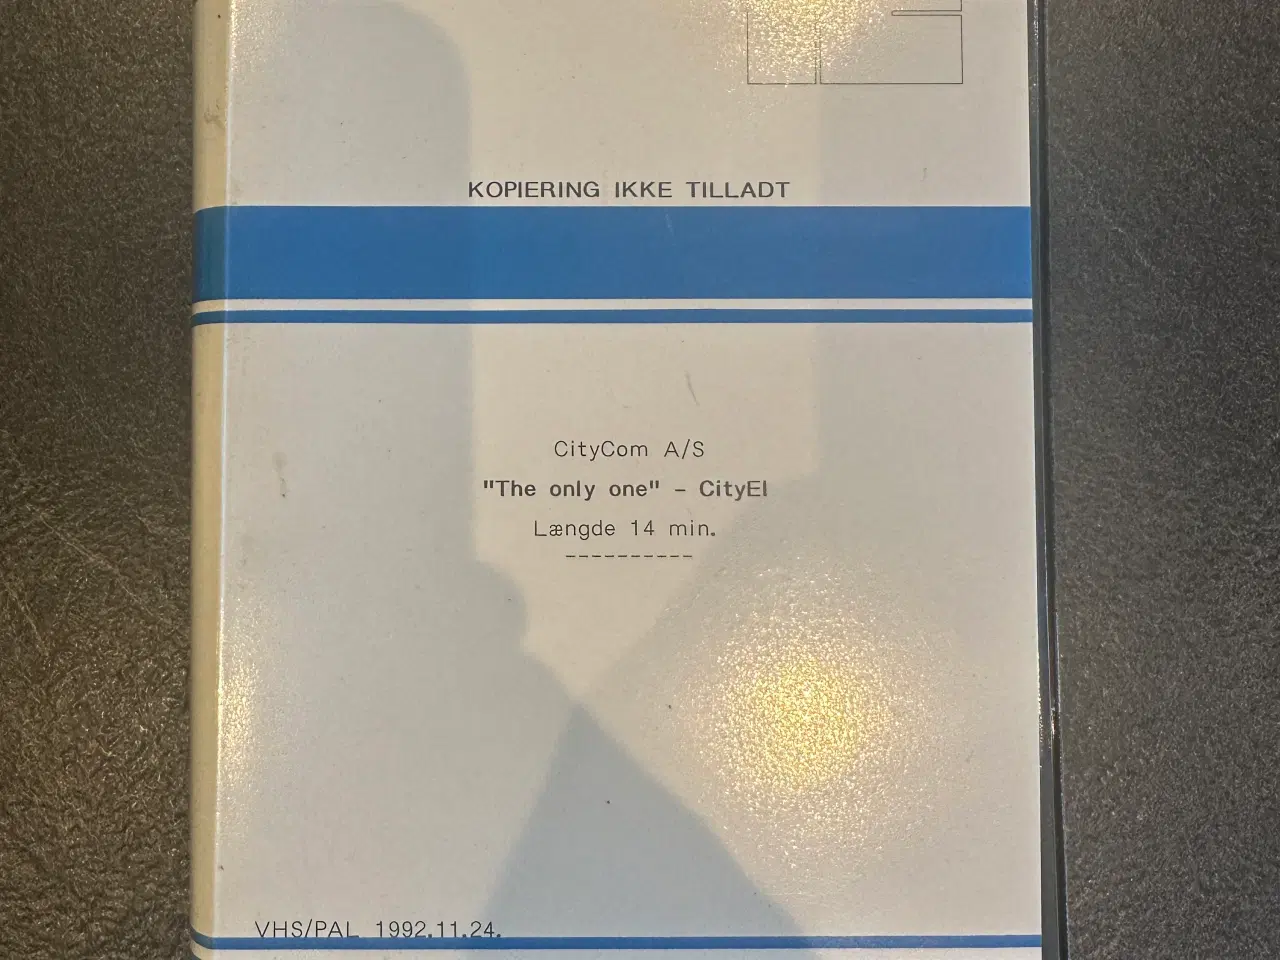 KOPIERING IKKE TILLADT
CityCom A/S
"The only one" - CityEl
Længde 14 min.
----------
VHS/PAL 1992.11.24.